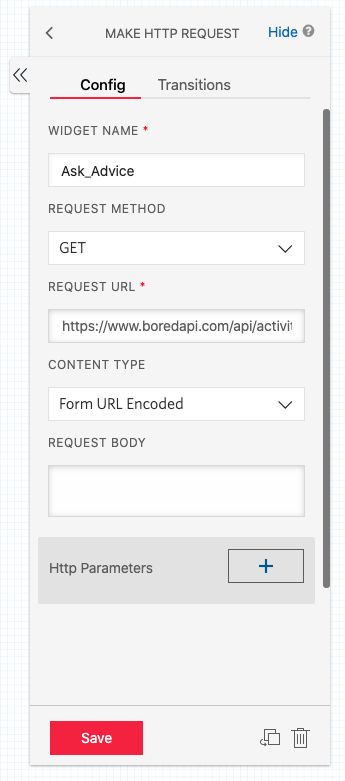 MAKE HTTP REQUEST Hide ?
Config Transitions
WIDGET NAME *
Ask_Advice
REQUEST METHOD
GET
REQUEST URL *
https://www.boredapi.com/api/activit
CONTENT TYPE
Form URL Encoded
REQUEST BODY
Http Parameters +
Save